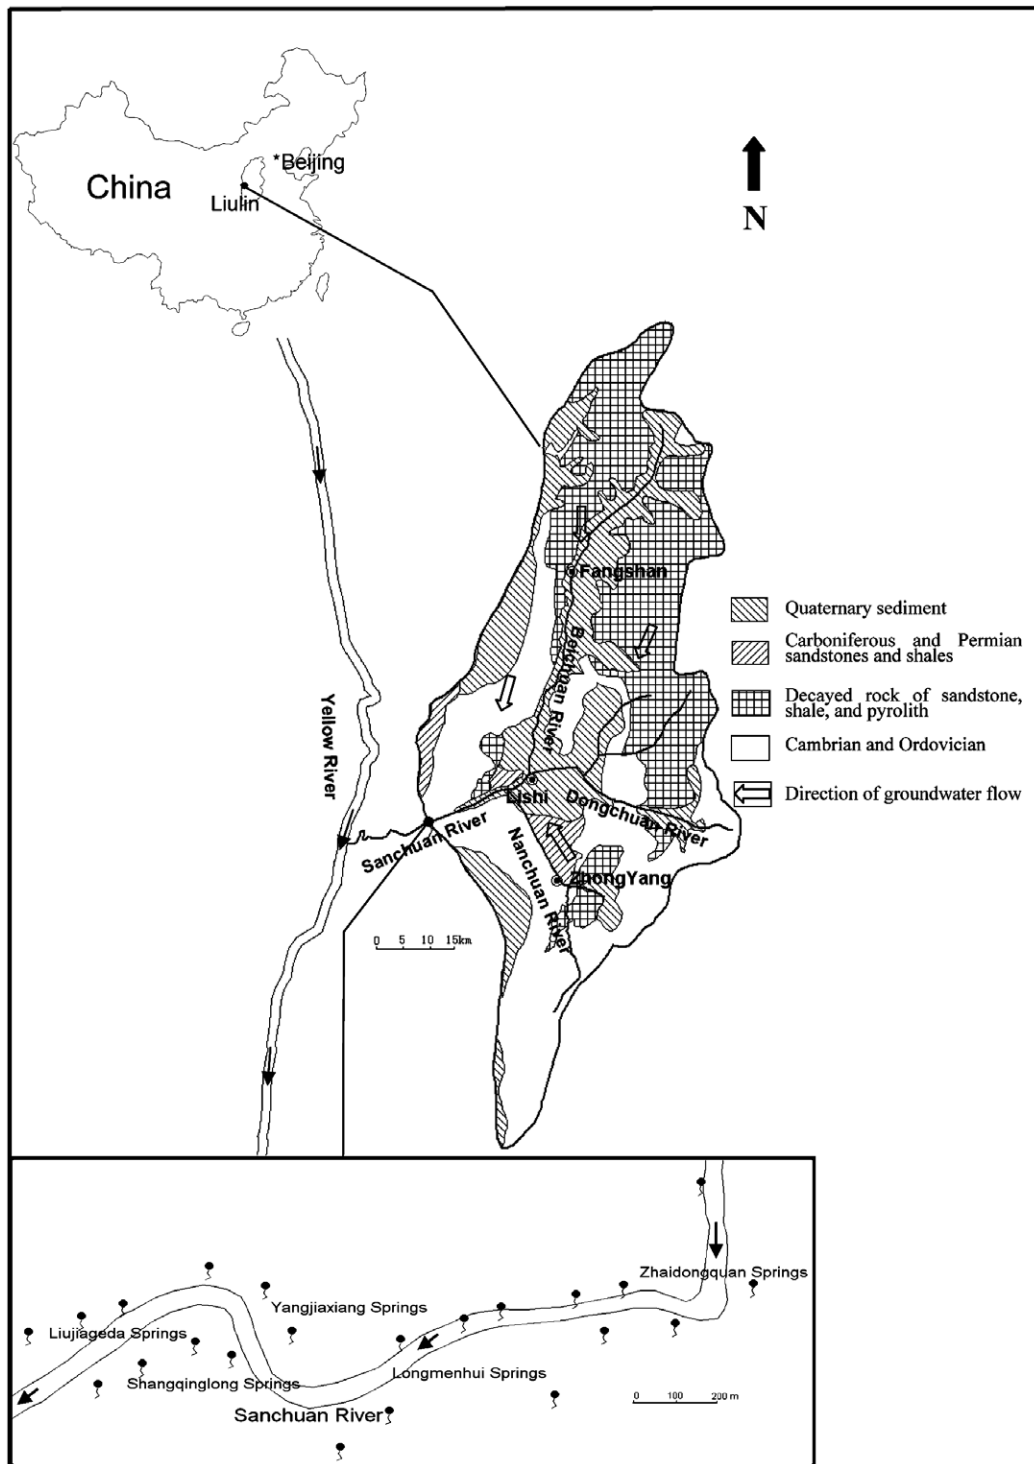 *Beijing
China
Liulin
N
Fangshan
Quaternary sediment
Carboniferous and Permian
sandstones and shales
Beichuan River
Decayed rock of sandstone,
shale, and pyrolith
Yellow River
Cambrian and Ordovician
Lishi
Direction of groundwater flow
Dongchuan River
Sanchuan River
Nanchuan River
ZhongYang
0 5 10 15km
Zhaidongquan Springs
Yangjiaxiang Springs
Liujiageda Springs
Longmenhui Springs
Shangqinglong Springs
0 100 200 m
Sanchuan River